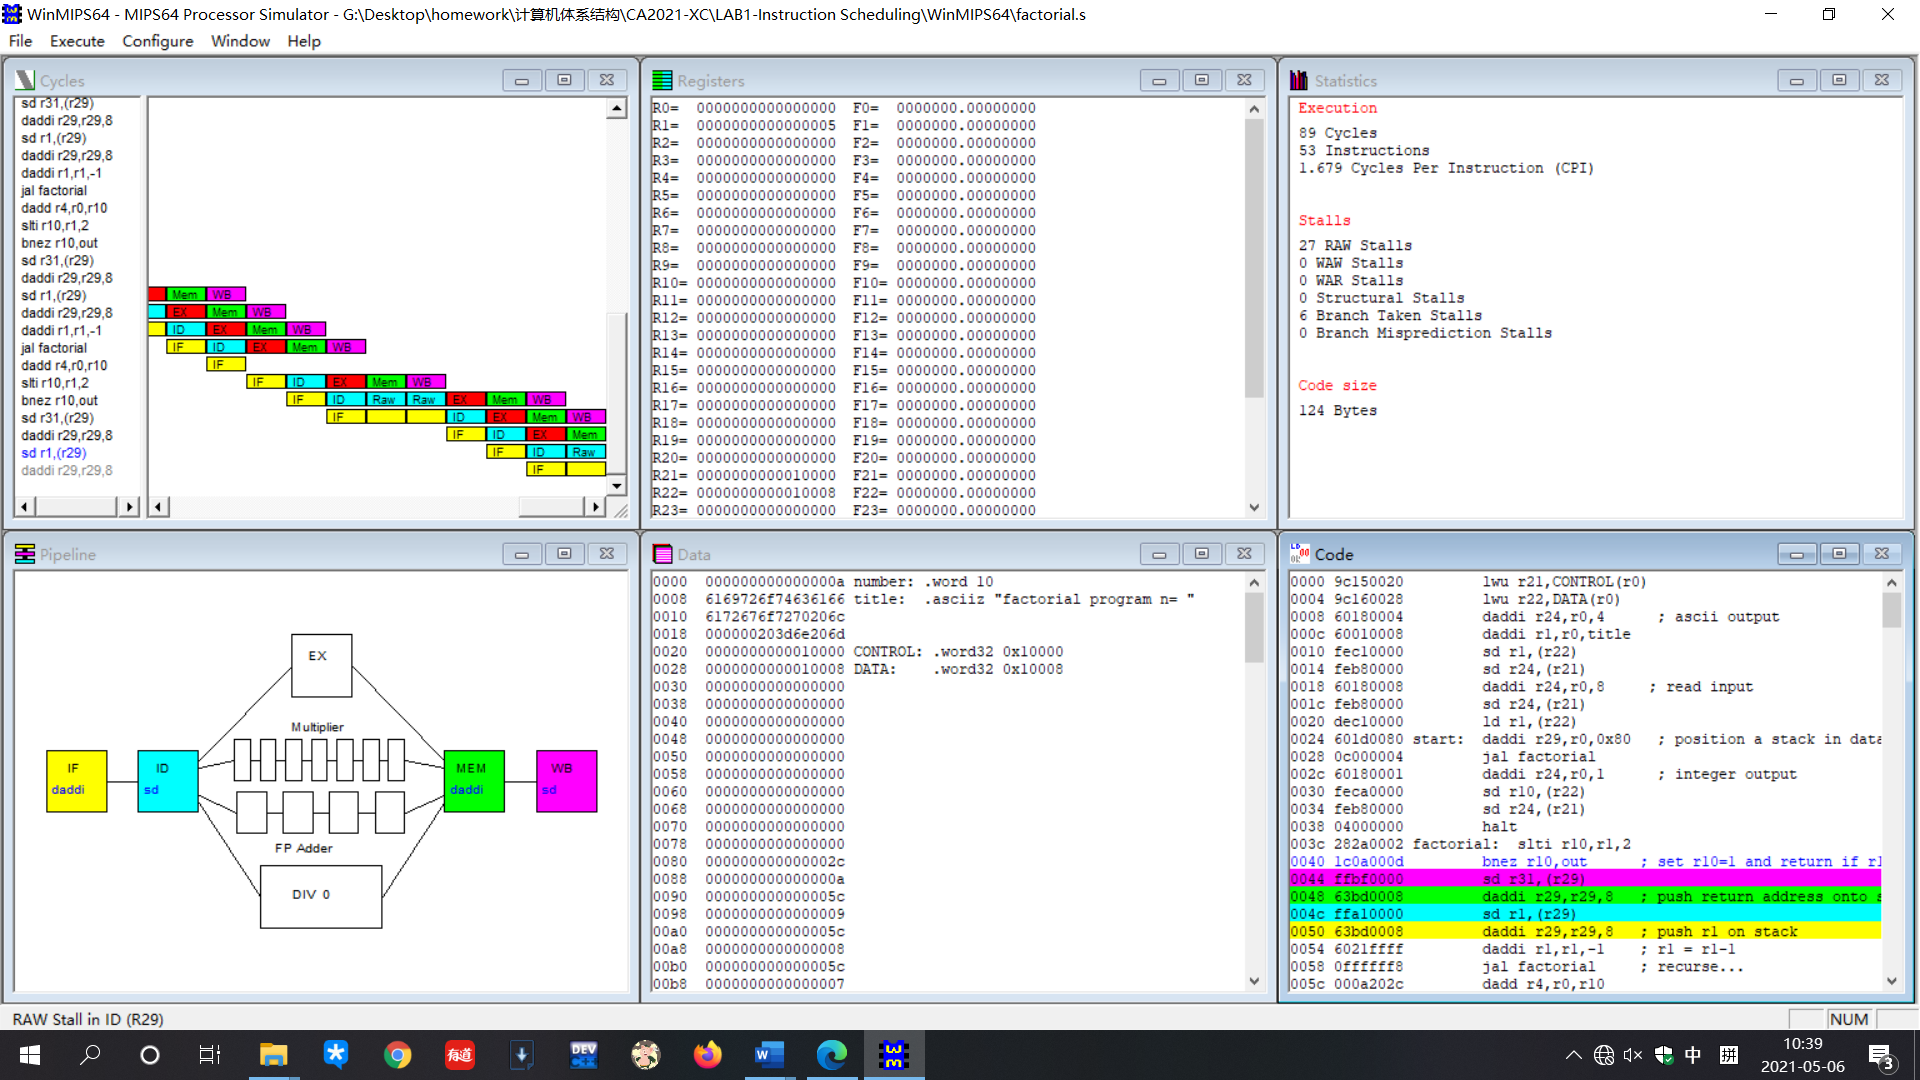 WinMIPS64 - MIPS64 Processor Simulator - G:\Desktop\homework\计算机体系结构\CA2021-XC\LAB1-Instruction Scheduling\WinMIPS64\factorial.s
File Execute Configure Window Help
Cycles
sd r31,(r29)
daddi r29,r29,8
sd r1,(r29)
daddi r29,r29,8
daddi r1,r1,-1
jal factorial
dadd r4,r0,r10
slti r10,r1,2
bnez r10,out
sd r31,(r29)
daddi r29,r29,8
sd r1,(r29)
daddi r29,r29,8
daddi r1,r1,-1
jal factorial
dadd r4,r0,r10
slti r10,r1,2
bnez r10,out
sd r31,(r29)
daddi r29,r29,8
sd r1,(r29)
daddi r29,r29,8
Mem WB
EX Mem WB
ID EX Mem WB
IF ID EX Mem WB
IF
IF ID EX Mem WB
IF ID Raw Raw EX Mem WB
IF ID EX Mem WB
IF ID EX Mem
IF ID Raw
IF
Registers
R0= 0000000000000000 F0= 0000000.00000000
R1= 0000000000000005 F1= 0000000.00000000
R2= 0000000000000000 F2= 0000000.00000000
R3= 0000000000000000 F3= 0000000.00000000
R4= 0000000000000000 F4= 0000000.00000000
R5= 0000000000000000 F5= 0000000.00000000
R6= 0000000000000000 F6= 0000000.00000000
R7= 0000000000000000 F7= 0000000.00000000
R8= 0000000000000000 F8= 0000000.00000000
R9= 0000000000000000 F9= 0000000.00000000
R10= 0000000000000000 F10= 0000000.00000000
R11= 0000000000000000 F11= 0000000.00000000
R12= 0000000000000000 F12= 0000000.00000000
R13= 0000000000000000 F13= 0000000.00000000
R14= 0000000000000000 F14= 0000000.00000000
R15= 0000000000000000 F15= 0000000.00000000
R16= 0000000000000000 F16= 0000000.00000000
R17= 0000000000000000 F17= 0000000.00000000
R18= 0000000000000000 F18= 0000000.00000000
R19= 0000000000000000 F19= 0000000.00000000
R20= 0000000000000000 F20= 0000000.00000000
R21= 0000000000010000 F21= 0000000.00000000
R22= 0000000000010008 F22= 0000000.00000000
R23= 0000000000000000 F23= 0000000.00000000
Statistics
Execution
89 Cycles
53 Instructions
1.679 Cycles Per Instruction (CPI)
Stalls
27 RAW Stalls
0 WAW Stalls
0 WAR Stalls
0 Structural Stalls
6 Branch Taken Stalls
0 Branch Misprediction Stalls
Code size
124 Bytes
Pipeline
EX
Multiplier
IF
daddi
ID
sd
MEM
daddi
WB
sd
FP Adder
DIV 0
Data
0000 000000000000000a number: .word 10
0008 6169726f74636166 title: .asciiz "factorial program n= "
0010 6172676f7270206c
0018 000000203d6e206d
0020 0000000000010000 CONTROL: .word32 0x10000
0028 0000000000010008 DATA: .word32 0x10008
0030 0000000000000000
0038 0000000000000000
0040 0000000000000000
0048 0000000000000000
0050 0000000000000000
0058 0000000000000000
0060 0000000000000000
0068 0000000000000000
0070 0000000000000000
0078 0000000000000000
0080 000000000000002c
0088 000000000000000a
0090 000000000000005c
0098 0000000000000009
00a0 000000000000005c
00a8 0000000000000008
00b0 000000000000005c
00b8 0000000000000007
Code
0000 9c150020 lwu r21,CONTROL(r0)
0004 9c160028 lwu r22,DATA(r0)
0008 60180004 daddi r24,r0,4 ; ascii output
000c 60010008 daddi r1,r0,title
0010 fec10000 sd r1,(r22)
0014 feb80000 sd r24,(r21)
0018 60180008 daddi r24,r0,8 ; read input
001c feb80000 sd r24,(r21)
0020 dec10000 ld r1,(r22)
0024 601d0080 start: daddi r29,r0,0x80 ; position a stack in data
0028 0c000004 jal factorial
002c 60180001 daddi r24,r0,1 ; integer output
0030 feca0000 sd r10,(r22)
0034 feb80000 sd r24,(r21)
0038 04000000 halt
003c 282a0002 factorial: slti r10,r1,2
0040 1c0a000d bnez r10,out ; set r10=1 and return if r1
0044 ffbf0000 sd r31,(r29)
0048 63bd0008 daddi r29,r29,8 ; push return address onto s
004c ffa10000 sd r1,(r29)
0050 63bd0008 daddi r29,r29,8 ; push r1 on stack
0054 6021ffff daddi r1,r1,-1 ; r1 = r1-1
0058 0ffffff8 jal factorial ; recurse...
005c 000a202c dadd r4,r0,r10
RAW Stall in ID (R29)
NUM
有道
DEV
C++
W
中
拼
10:39
2021-05-06
3